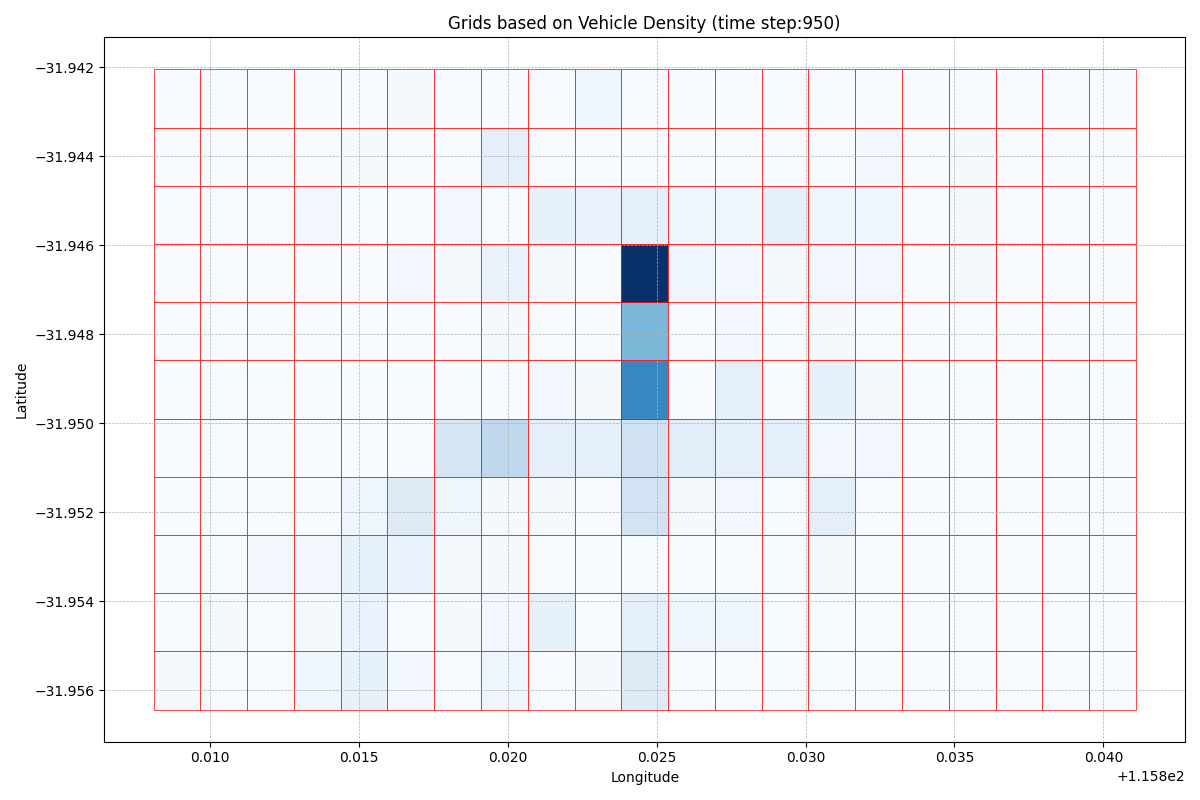 Grids based on Vehicle Density (time step:950)
−31.942
−31.944
−31.946
−31.948
−31.950
−31.952
−31.954
−31.956
Latitude
0.010 0.015 0.020 0.025 0.030 0.035 0.040
Longitude
+1.158e2